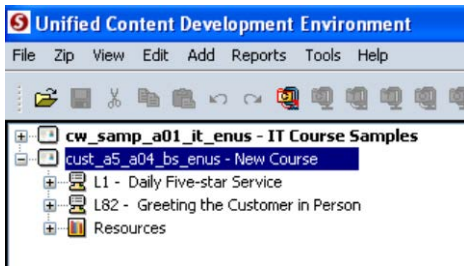 Unified Content Development Environment
File Zip View Edit Add Reports Tools Help
cw_samp_a01_it_enus - IT Course Samples
cust_a5_a04_bs_enus - New Course
L1 - Daily Five-star Service
L82 - Greeting the Customer in Person
Resources